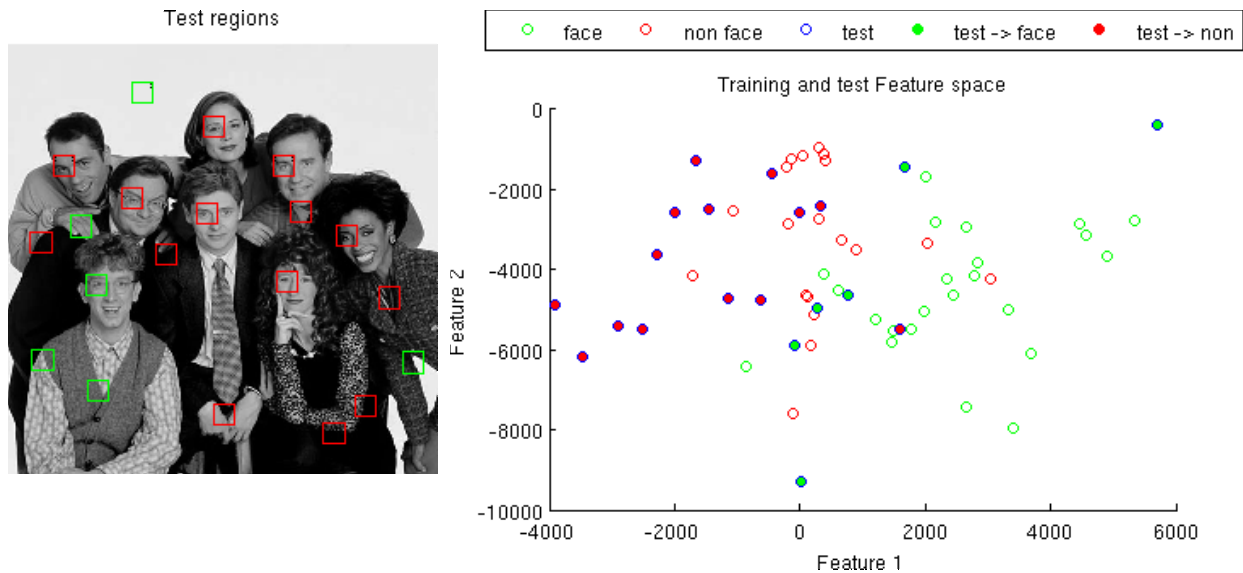 Test regions
face non face test test -> face test -> non
Training and test Feature space
0
-2000
-4000
-6000
-8000
-10000
Feature 2
-4000 -2000 0 2000 4000 6000
Feature 1